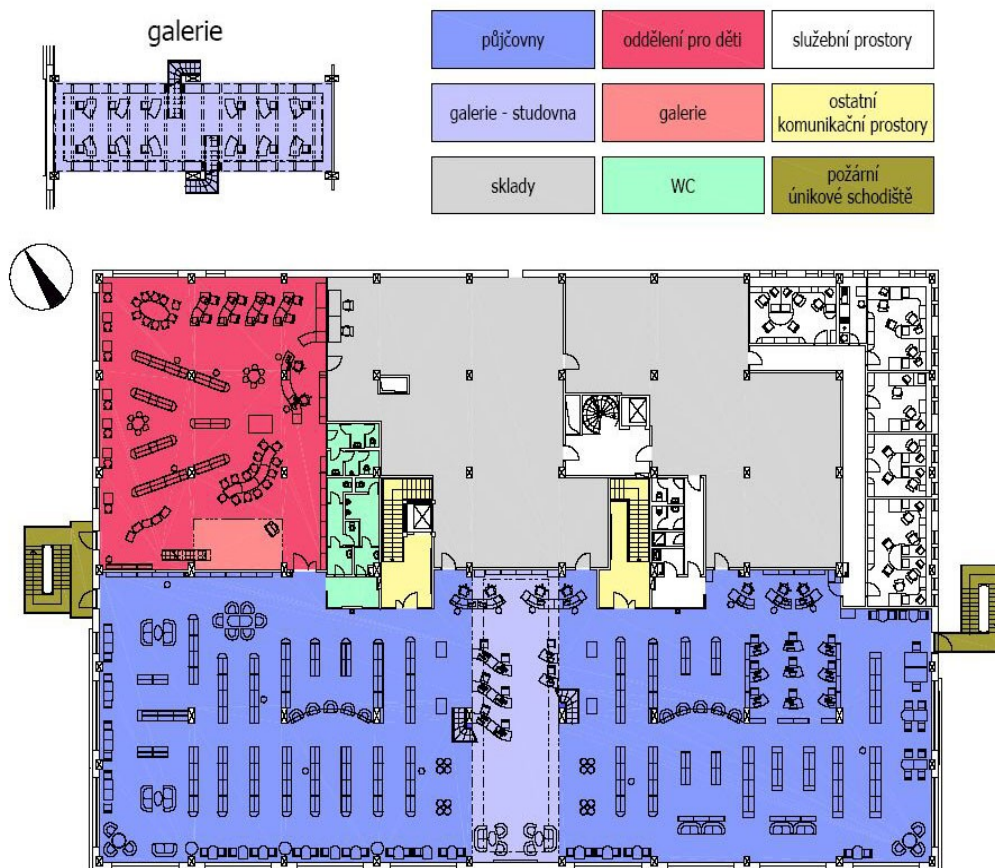 galerie
půjčovny
oddělení pro děti
služební prostory
galerie - studovna
galerie
ostatní
komunikační prostory
sklady
WC
požární
únikové schodiště